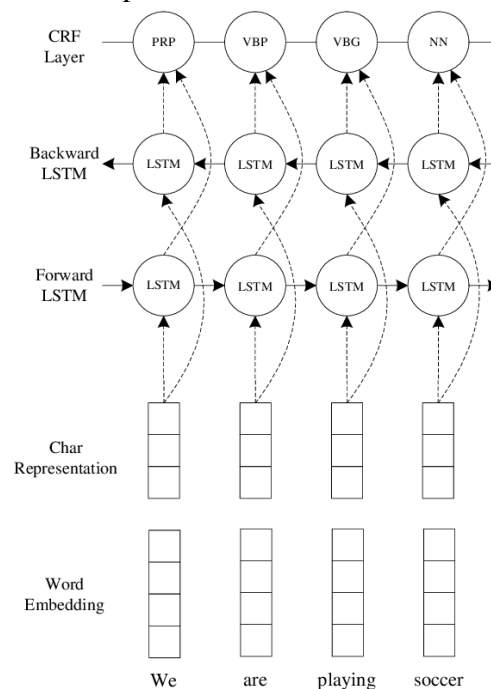 CRF
Layer
PRP VBP VBG NN
Backward
LSTM
LSTM LSTM LSTM LSTM
Forward
LSTM
LSTM LSTM LSTM LSTM
Char
Representation
Word
Embedding
We are playing soccer